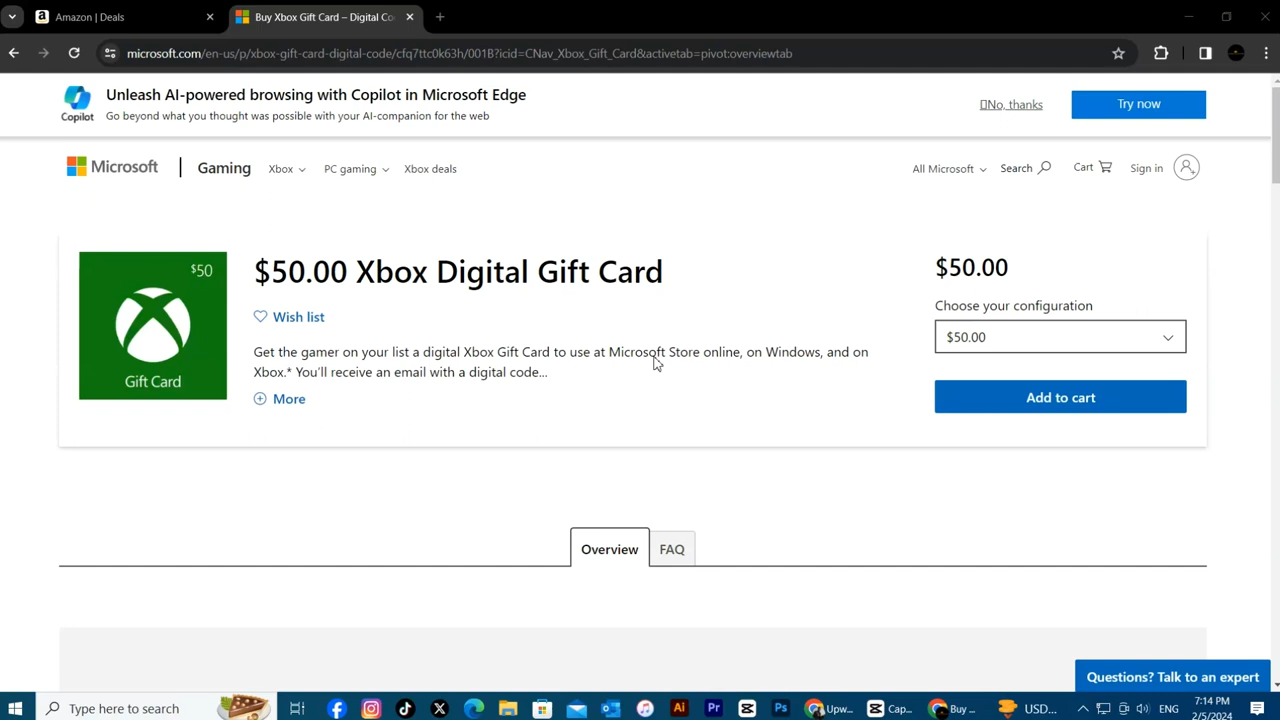 Amazon | Deals
Buy Xbox Gift Card – Digital Co
microsoft.com/en-us/p/xbox-gift-card-digital-code/cfq7ttc0k63h/001B?icid=CNav_Xbox_Gift_Card&activetab=pivot:overviewtab
Unleash AI-powered browsing with Copilot in Microsoft Edge
Go beyond what you thought was possible with your AI-companion for the web
Copilot
No, thanks
Try now
Microsoft
Gaming
Xbox
PC gaming
Xbox deals
All Microsoft
Search
Cart
Sign in
$50
Gift Card
$50.00 Xbox Digital Gift Card
Wish list
Get the gamer on your list a digital Xbox Gift Card to use at Microsoft Store online, on Windows, and on
Xbox.* You'll receive an email with a digital code...
More
$50.00
Choose your configuration
$50.00
Add to cart
Overview
FAQ
Questions? Talk to an expert
Type here to search
Ai
Pr
Ps
Upw...
Cap...
Buy ...
USD...
ENG
7:14 PM
2/5/2024